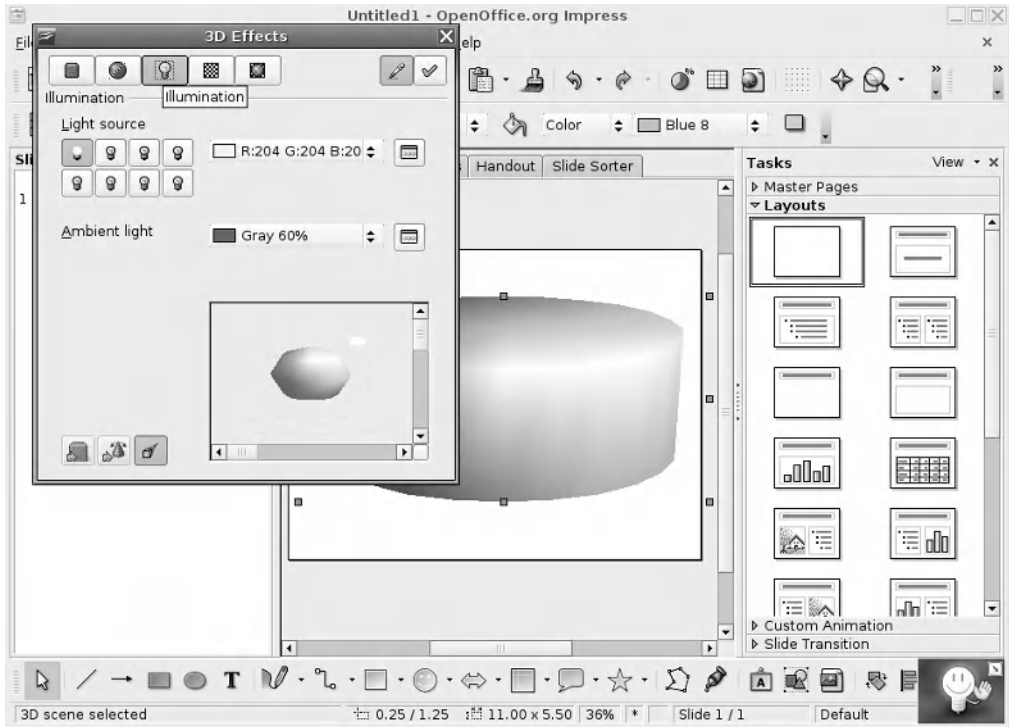 Untitled1 - OpenOffice.org Impress
3D Effects
elp
Illumination
Illumination
Light source
R:204 G:204 B:20
Color
Blue 8
Handout
Slide Sorter
Tasks
View
Master Pages
Layouts
1
Ambient light
Gray 60%
T
A
Custom Animation
Slide Transition
3D scene selected
0.25 / 1.25
11.00 x 5.50
36%
*
Slide 1 / 1
Default